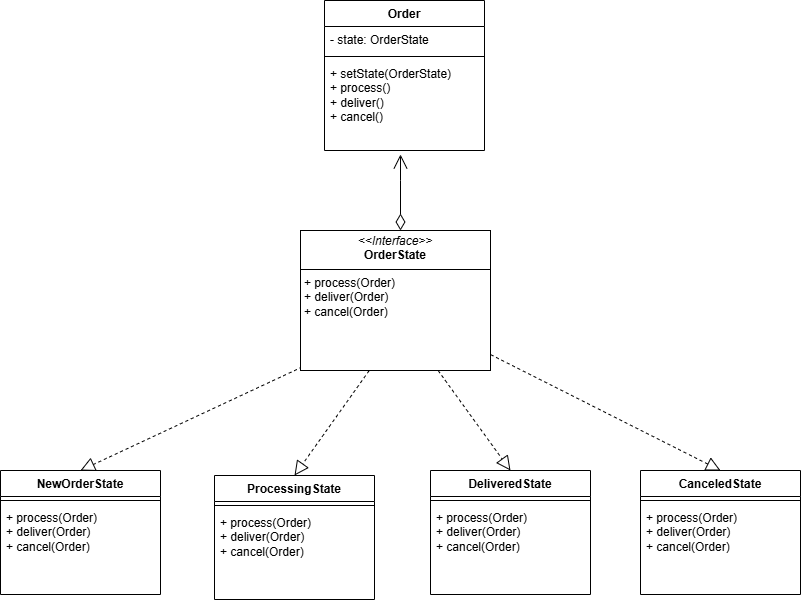 Order
- state: OrderState
+ setState(OrderState)
+ process()
+ deliver()
+ cancel()
<<Interface>>
OrderState
+ process(Order)
+ deliver(Order)
+ cancel(Order)
NewOrderState
+ process(Order)
+ deliver(Order)
+ cancel(Order)
ProcessingState
+ process(Order)
+ deliver(Order)
+ cancel(Order)
DeliveredState
+ process(Order)
+ deliver(Order)
+ cancel(Order)
CanceledState
+ process(Order)
+ deliver(Order)
+ cancel(Order)